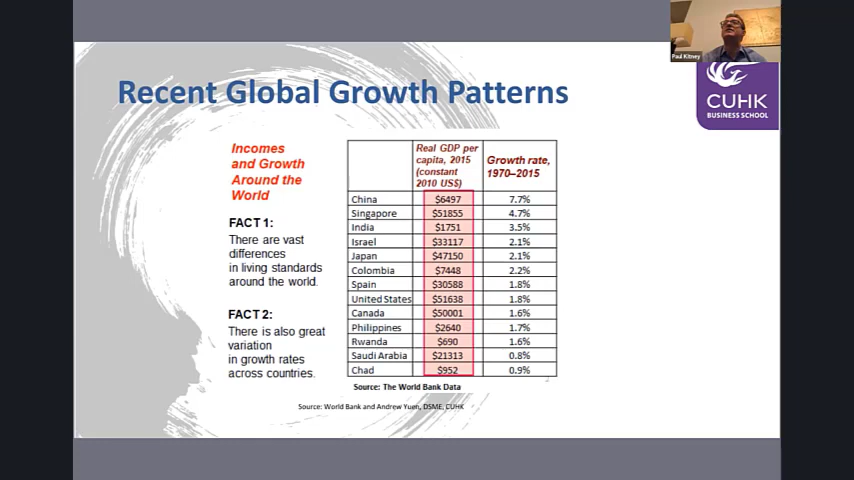 Paul Kitney
CUHK
BUSINESS SCHOOL
Recent Global Growth Patterns
Incomes
and Growth
Around the
World
FACT 1:
There are vast
differences
in living standards
around the world.
FACT 2:
There is also great
variation
in growth rates
across countries.
Real GDP per
capita, 2015
(constant
2010 US$)
Growth rate,
1970–2015
China $6497 7.7%
Singapore $51855 4.7%
India $1751 3.5%
Israel $33117 2.1%
Japan $47150 2.1%
Colombia $7448 2.2%
Spain $30588 1.8%
United States $51638 1.8%
Canada $50001 1.6%
Philippines $2640 1.7%
Rwanda $690 1.6%
Saudi Arabia $21313 0.8%
Chad $952 0.9%
Source: The World Bank Data
Source: World Bank and Andrew Yuen, DSME, CUHK